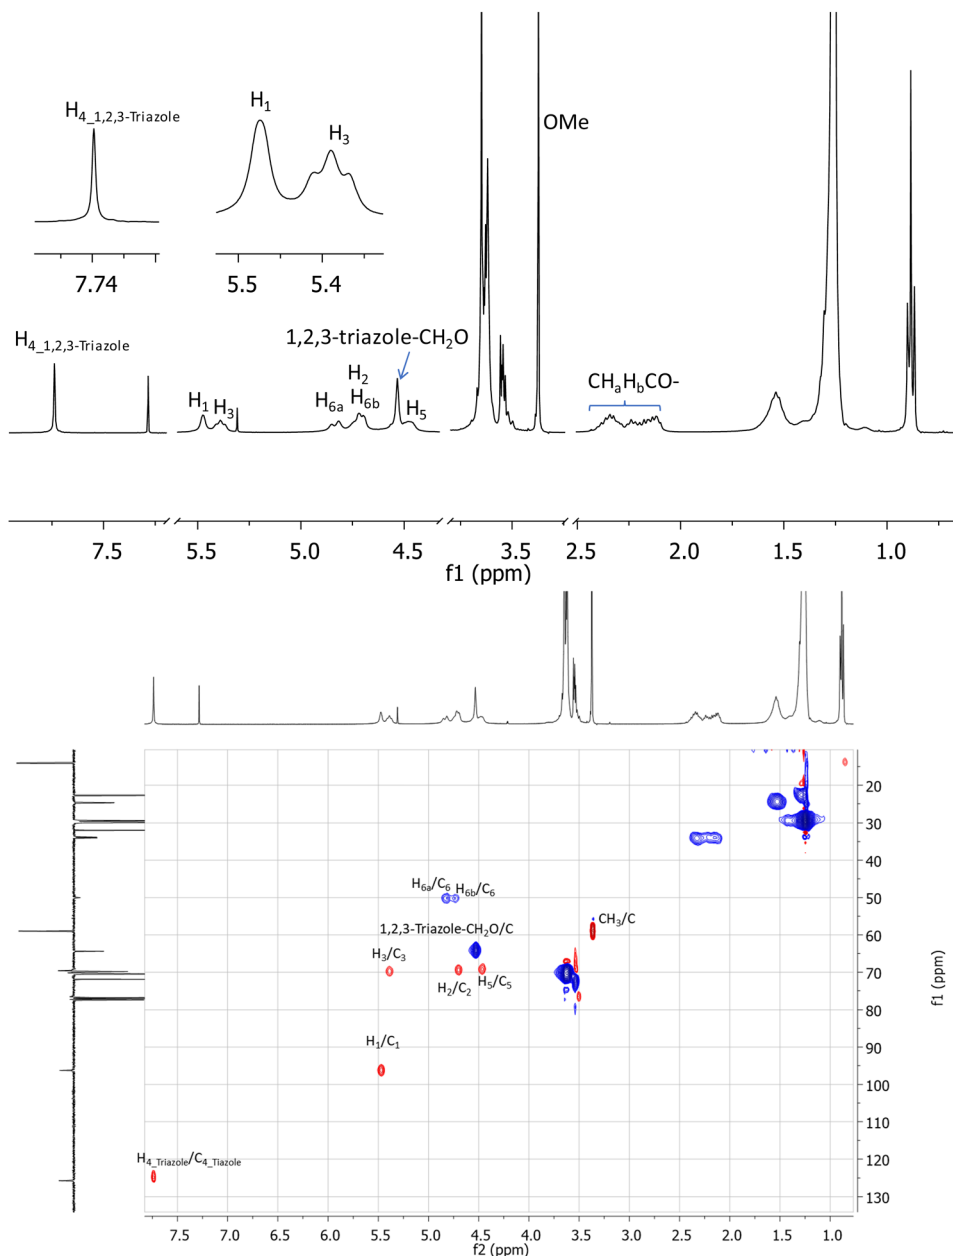 H4_1,2,3-Triazole
H1
H3
OMe
7.74
5.5 5.4
H4_1,2,3-Triazole
1,2,3-triazole-CH2O
H2
H1 H3 H6a H6b H5
CHaHbCO-
7.5 5.5 5.0 4.5 3.5 2.5 2.0 1.5 1.0
f1 (ppm)
20
30
40
H6a/C6 H6b/C6
50
1,2,3-Triazole-CH2O/C
CH3/C
60
H3/C3
70
H2/C2 H5/C5
80
H1/C1
90
100
110
H4_Triazole/C4_Tiazole
120
130
f1 (ppm)
7.5 7.0 6.5 6.0 5.5 5.0 4.5 4.0 3.5 3.0 2.5 2.0 1.5 1.0
f2 (ppm)